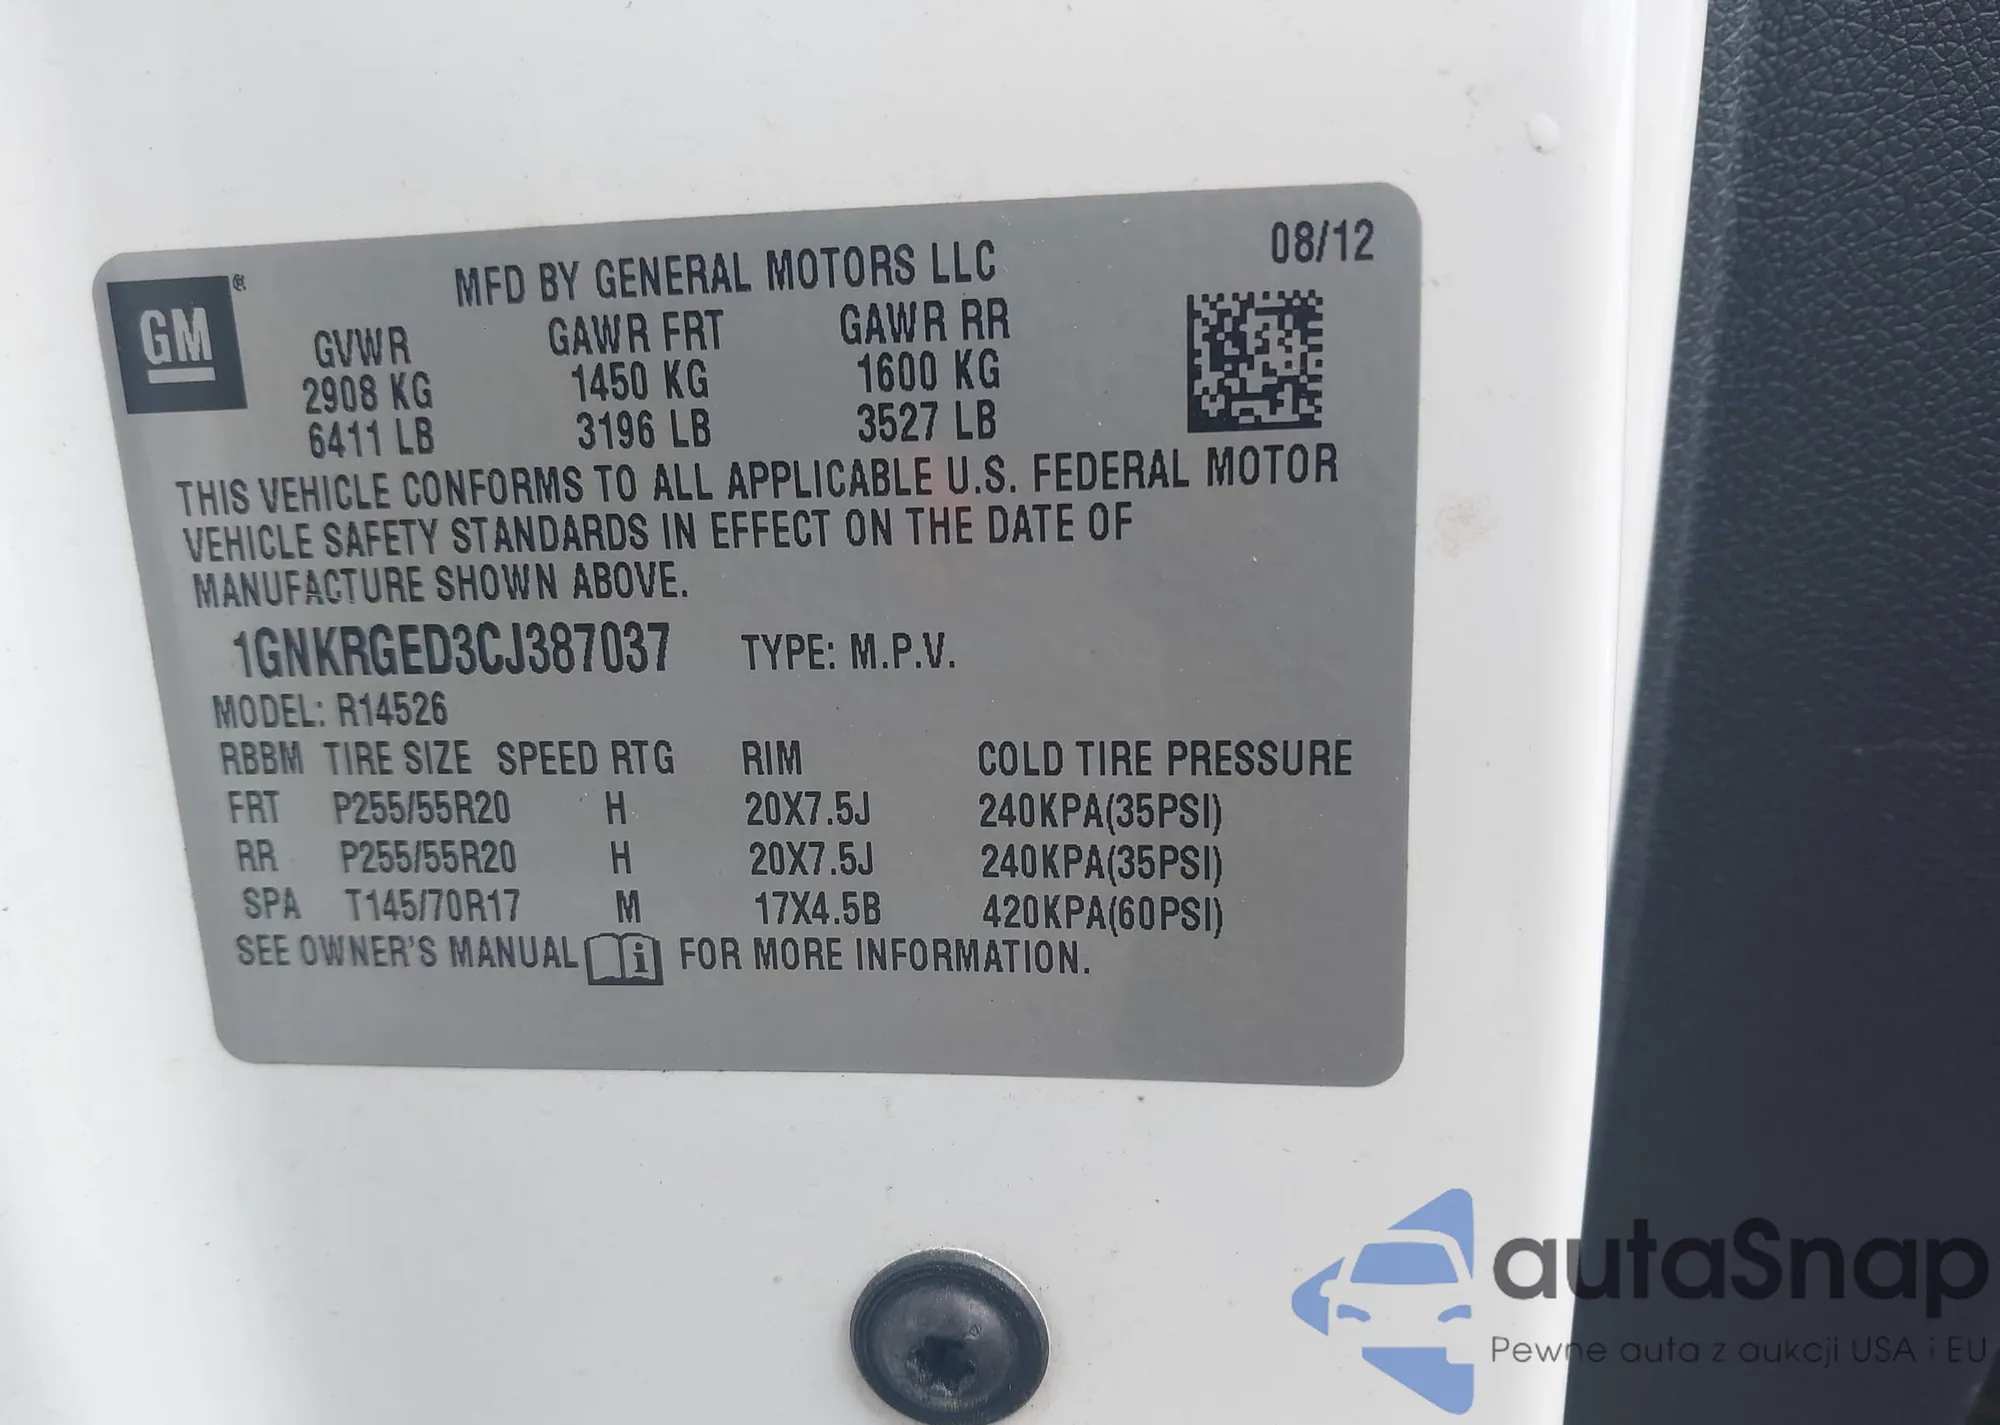 08/12
GM ®
MFD BY GENERAL MOTORS LLC
GVWR GAWR FRT GAWR RR
2908 KG 1450 KG 1600 KG
6411 LB 3196 LB 3527 LB
THIS VEHICLE CONFORMS TO ALL APPLICABLE U.S. FEDERAL MOTOR
VEHICLE SAFETY STANDARDS IN EFFECT ON THE DATE OF
MANUFACTURE SHOWN ABOVE.
1GNKRGED3CJ387037 TYPE: M.P.V.
MODEL: R14526
RBBM TIRE SIZE SPEED RTG RIM COLD TIRE PRESSURE
FRT P255/55R20 H 20X7.5J 240KPA(35PSI)
RR P255/55R20 H 20X7.5J 240KPA(35PSI)
SPA T145/70R17 M 17X4.5B 420KPA(60PSI)
SEE OWNER'S MANUAL i FOR MORE INFORMATION.
autaSnap
Pewne auta z aukcji USA i EU